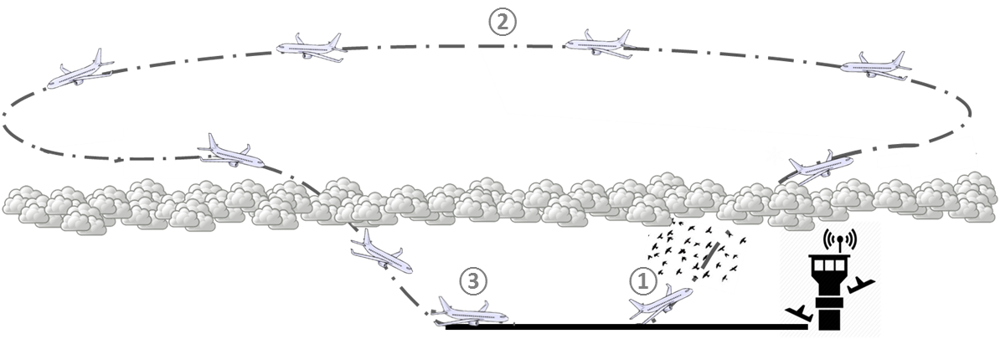 ②
③
①